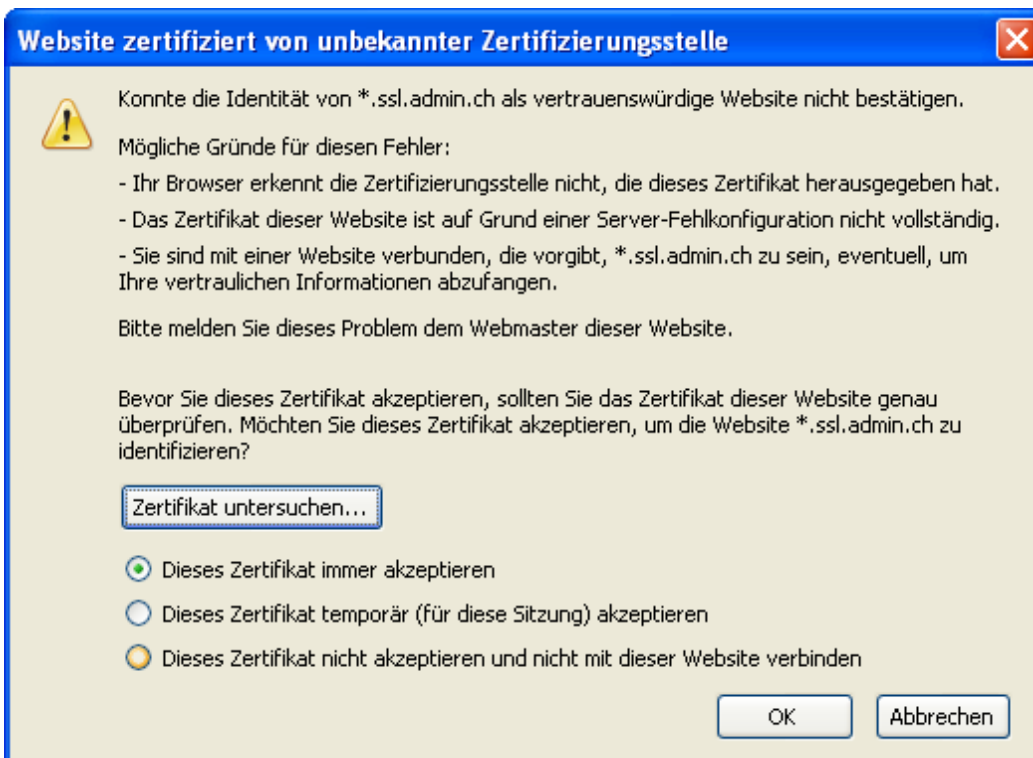 Website zertifiziert von unbekannter Zertifizierungsstelle
Konnte die Identität von *.ssl.admin.ch als vertrauenswürdige Website nicht bestätigen.
Mögliche Gründe für diesen Fehler:
- Ihr Browser erkennt die Zertifizierungsstelle nicht, die dieses Zertifikat herausgegeben hat.
- Das Zertifikat dieser Website ist auf Grund einer Server-Fehlkonfiguration nicht vollständig.
- Sie sind mit einer Website verbunden, die vorgibt, *.ssl.admin.ch zu sein, eventuell, um
Ihre vertraulichen Informationen abzufangen.
Bitte melden Sie dieses Problem dem Webmaster dieser Website.
Bevor Sie dieses Zertifikat akzeptieren, sollten Sie das Zertifikat dieser Website genau
überprüfen. Möchten Sie dieses Zertifikat akzeptieren, um die Website *.ssl.admin.ch zu
identifizieren?
Zertifikat untersuchen...
Dieses Zertifikat immer akzeptieren
Dieses Zertifikat temporär (für diese Sitzung) akzeptieren
Dieses Zertifikat nicht akzeptieren und nicht mit dieser Website verbinden
OK
Abbrechen